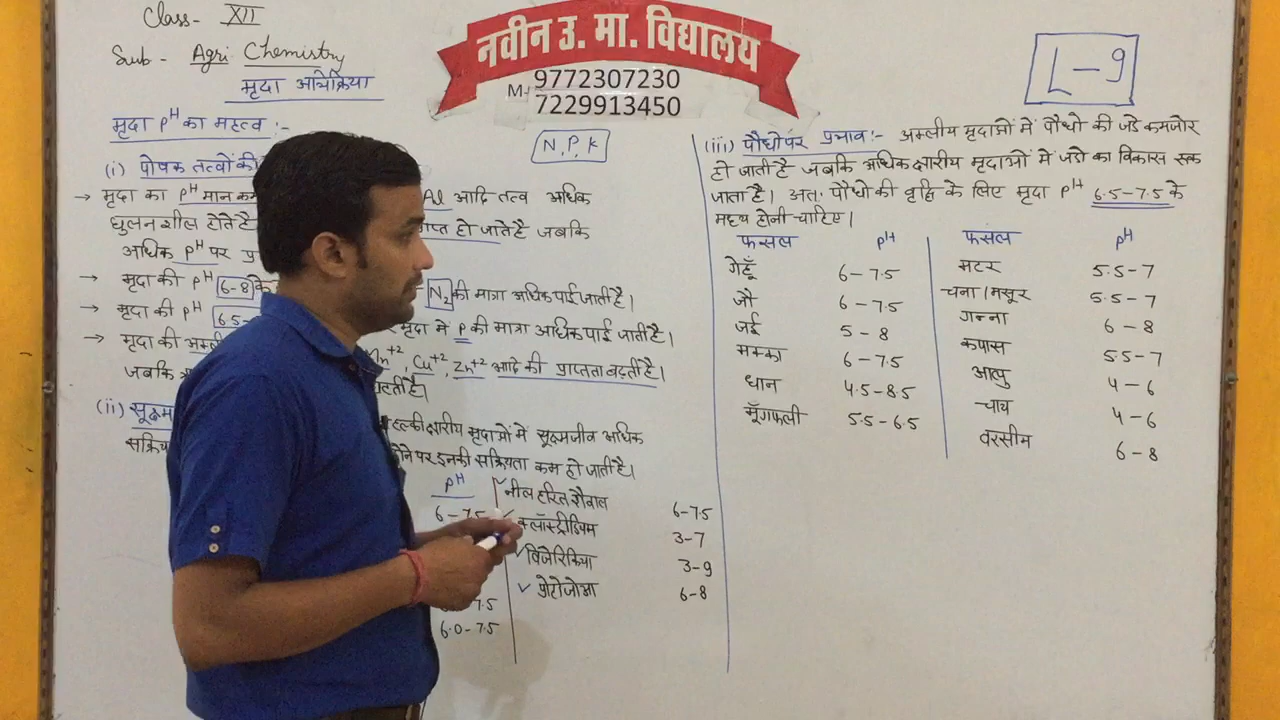 Class- XII
Sub - Agri Chemistry
मृदा अभिक्रिया
नवीन उ. मा. विद्यालय
M- 9772307230
7229913450
L-9
मृदा pH का महत्व :-
N, P, K
(i) पोषक तत्वों की
→ मृदा का pH मान कम Al आदि तत्व अधिक
घुलनशील होते है प्त हो जाते है जबकि
अधिक pH पर
→ मृदा की pH 6-8 के N2 की मात्रा अधिक पाई जाती है।
→ मृदा की pH 6.5- मृदा में P की मात्रा अधिक पाई जाती है।
→ मृदा की अम्ली Mn+2, Cu+2, Zn+2 आदि की प्राप्तता बढ़ती है।
जबकि
(ii) सूक्ष्म हल्की क्षारीय मृदाओं में सूक्ष्मजीव अधिक
सक्रिय होने पर इनकी सक्रियता कम हो जाती है।
pH
6-7.5
7.5
6.0-7.5
✓ नील हरित शैवाल 6-7.5
✓ क्लॉस्ट्रीडियम 3-7
✓ विजेरिकिया 3-9
✓ प्रोटोजोआ 6-8
(iii) पौधो पर प्रभाव :- अम्लीय मृदाओं में पौधो की जड़े कमजोर
हो जाती है जबकि अधिक क्षारीय मृदाओं में जड़ो का विकास रूक
जाता है। अतः पौधो की वृद्धि के लिए मृदा pH 6.5-7.5 के
मध्य होनी चाहिए।
फसल pH
गेहूँ 6-7.5
जौ 6-7.5
जई 5-8
मक्का 6-7.5
धान 4.5-8.5
मूँगफली 5.5-6.5
फसल pH
मटर 5.5-7
चना/मसूर 5.5-7
गन्ना 6-8
कपास 5.5-7
आलु 4-6
चाय 4-6
वरसीम 6-8